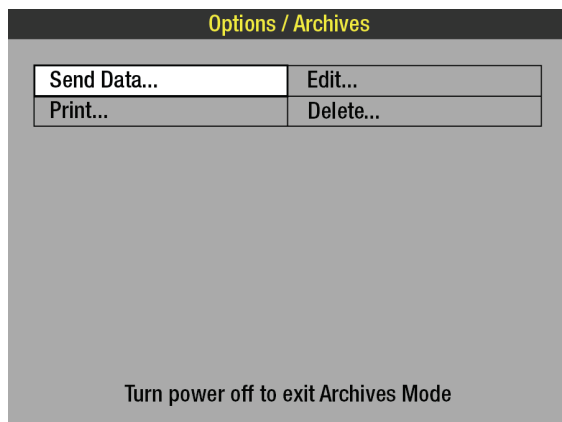 Options / Archives
Send Data...
Edit...
Print...
Delete...
Turn power off to exit Archives Mode